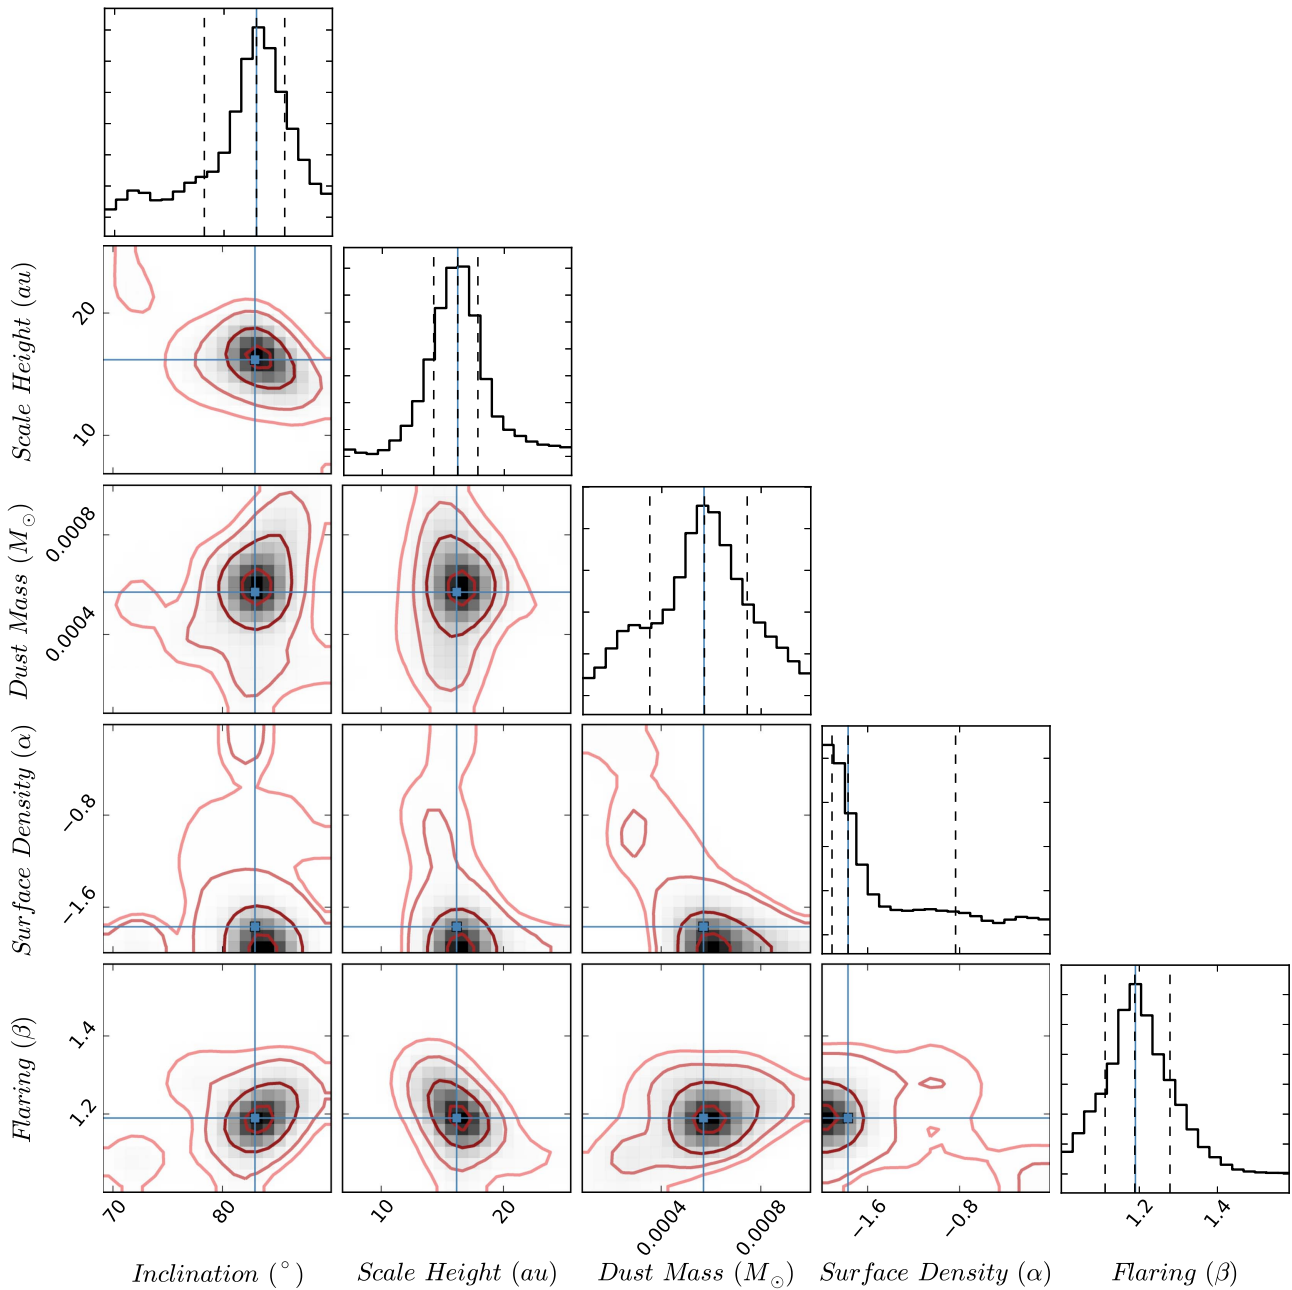 Scale Height (au)
20
10
Dust Mass (M⊙)
0.0008
0.0004
Surface Density (α)
−0.8
−1.6
Flaring (β)
1.4
1.2
70
80
10
20
0.0004
0.0008
−1.6
−0.8
1.2
1.4
Inclination (°)
Scale Height (au)
Dust Mass (M⊙)
Surface Density (α)
Flaring (β)